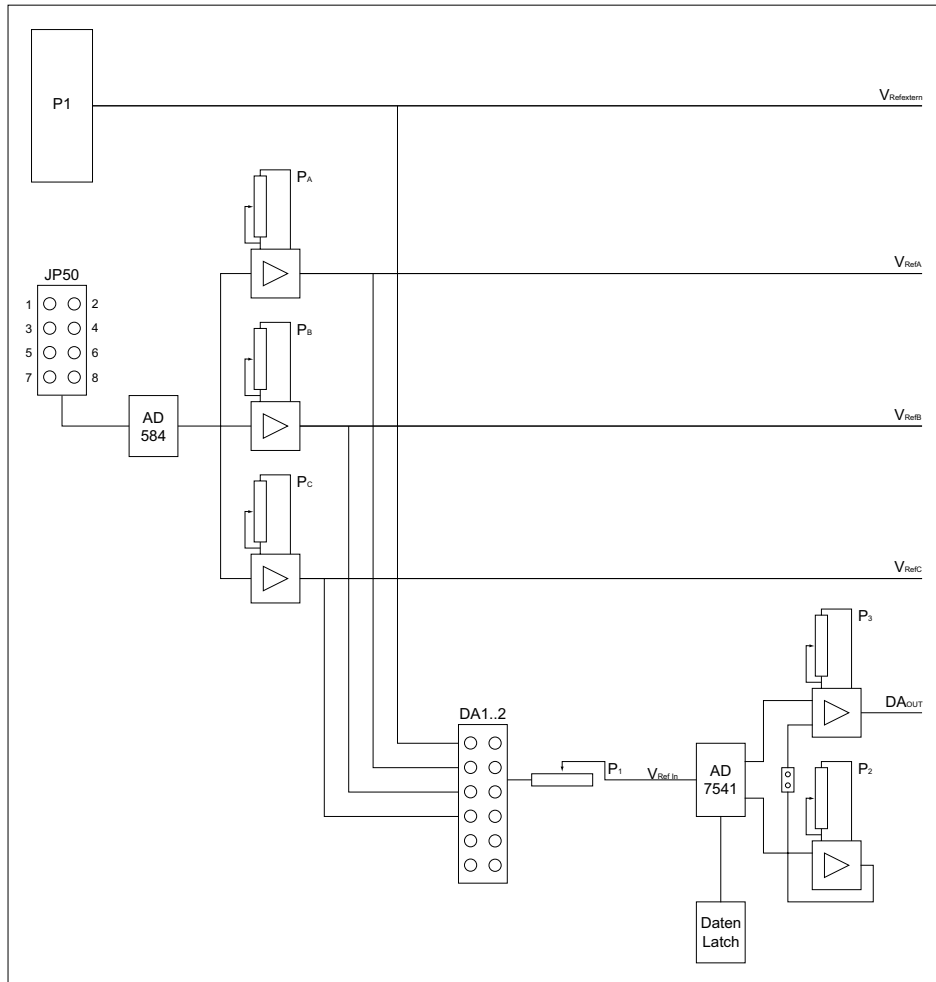 P1
VRefextern
PA
VRefA
JP50
1 2
3 4
5 6
7 8
PB
VRefB
AD
584
PC
VRefC
P3
DAOUT
DA1..2
P1
VRef In
AD
7541
P2
Daten
Latch